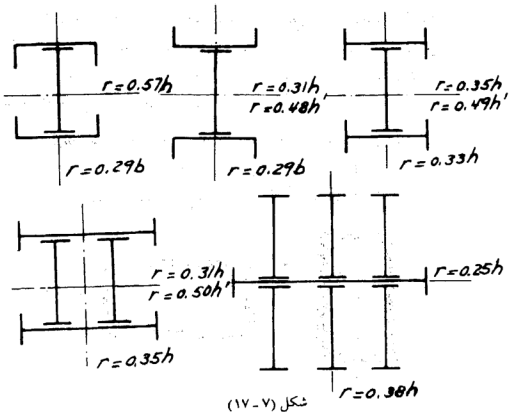 r=0.57h
r=0.29b
r=0.31h
r=0.48h'
r=0.29b
r=0.35h
r=0.49h'
r=0.33h
r=0.31h
r=0.50h'
r=0.35h
r=0.25h
r=0.38h
شكل (٧-١٧)